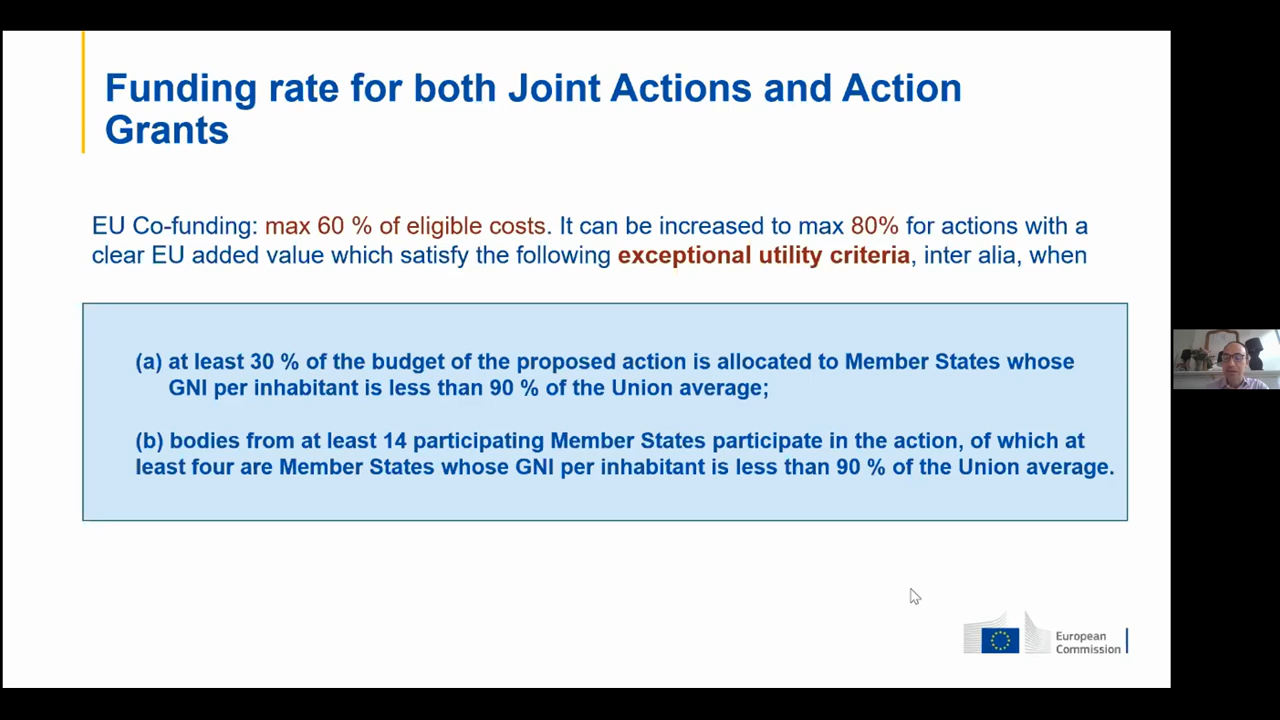 Funding rate for both Joint Actions and Action
Grants
EU Co-funding: max 60 % of eligible costs. It can be increased to max 80% for actions with a
clear EU added value which satisfy the following exceptional utility criteria, inter alia, when
(a) at least 30 % of the budget of the proposed action is allocated to Member States whose
GNI per inhabitant is less than 90 % of the Union average;
(b) bodies from at least 14 participating Member States participate in the action, of which at
least four are Member States whose GNI per inhabitant is less than 90 % of the Union average.
European
Commission